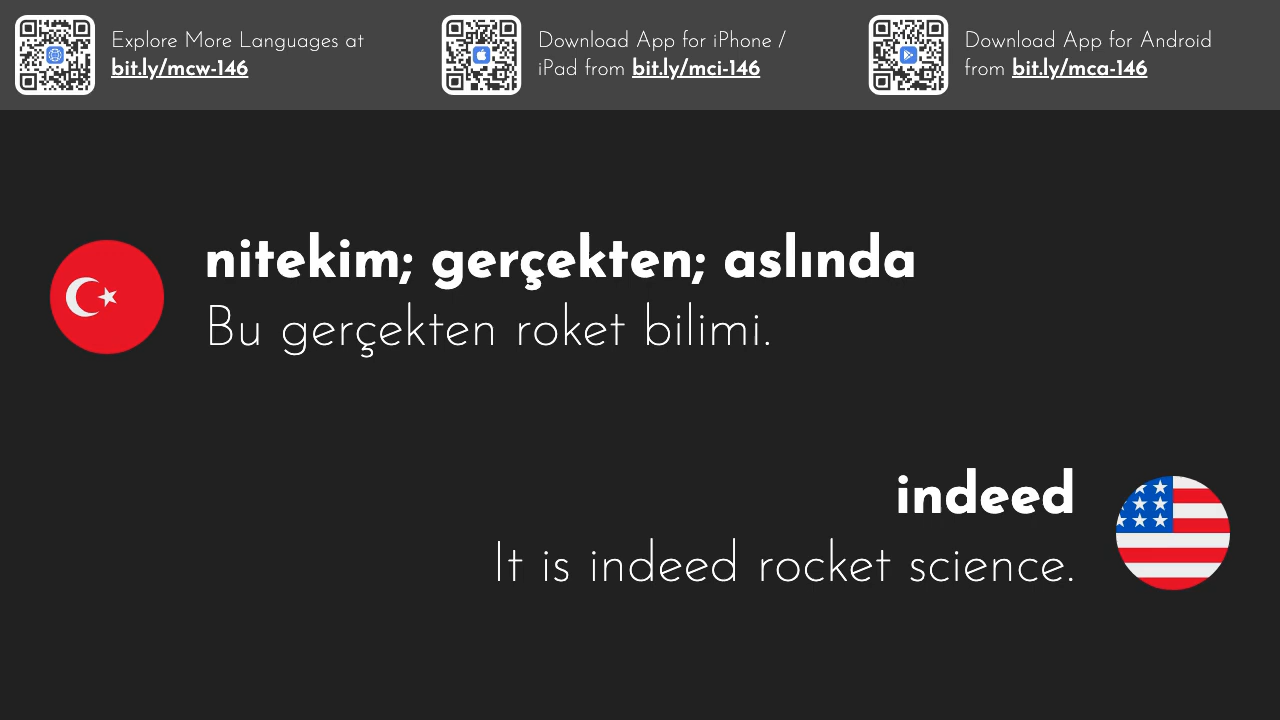 Explore More Languages at
bit.ly/mcw-146
Download App for iPhone /
iPad from bit.ly/mci-146
Download App for Android
from bit.ly/mca-146
nitekim; gerçekten; aslında
Bu gerçekten roket bilimi.
indeed
It is indeed rocket science.